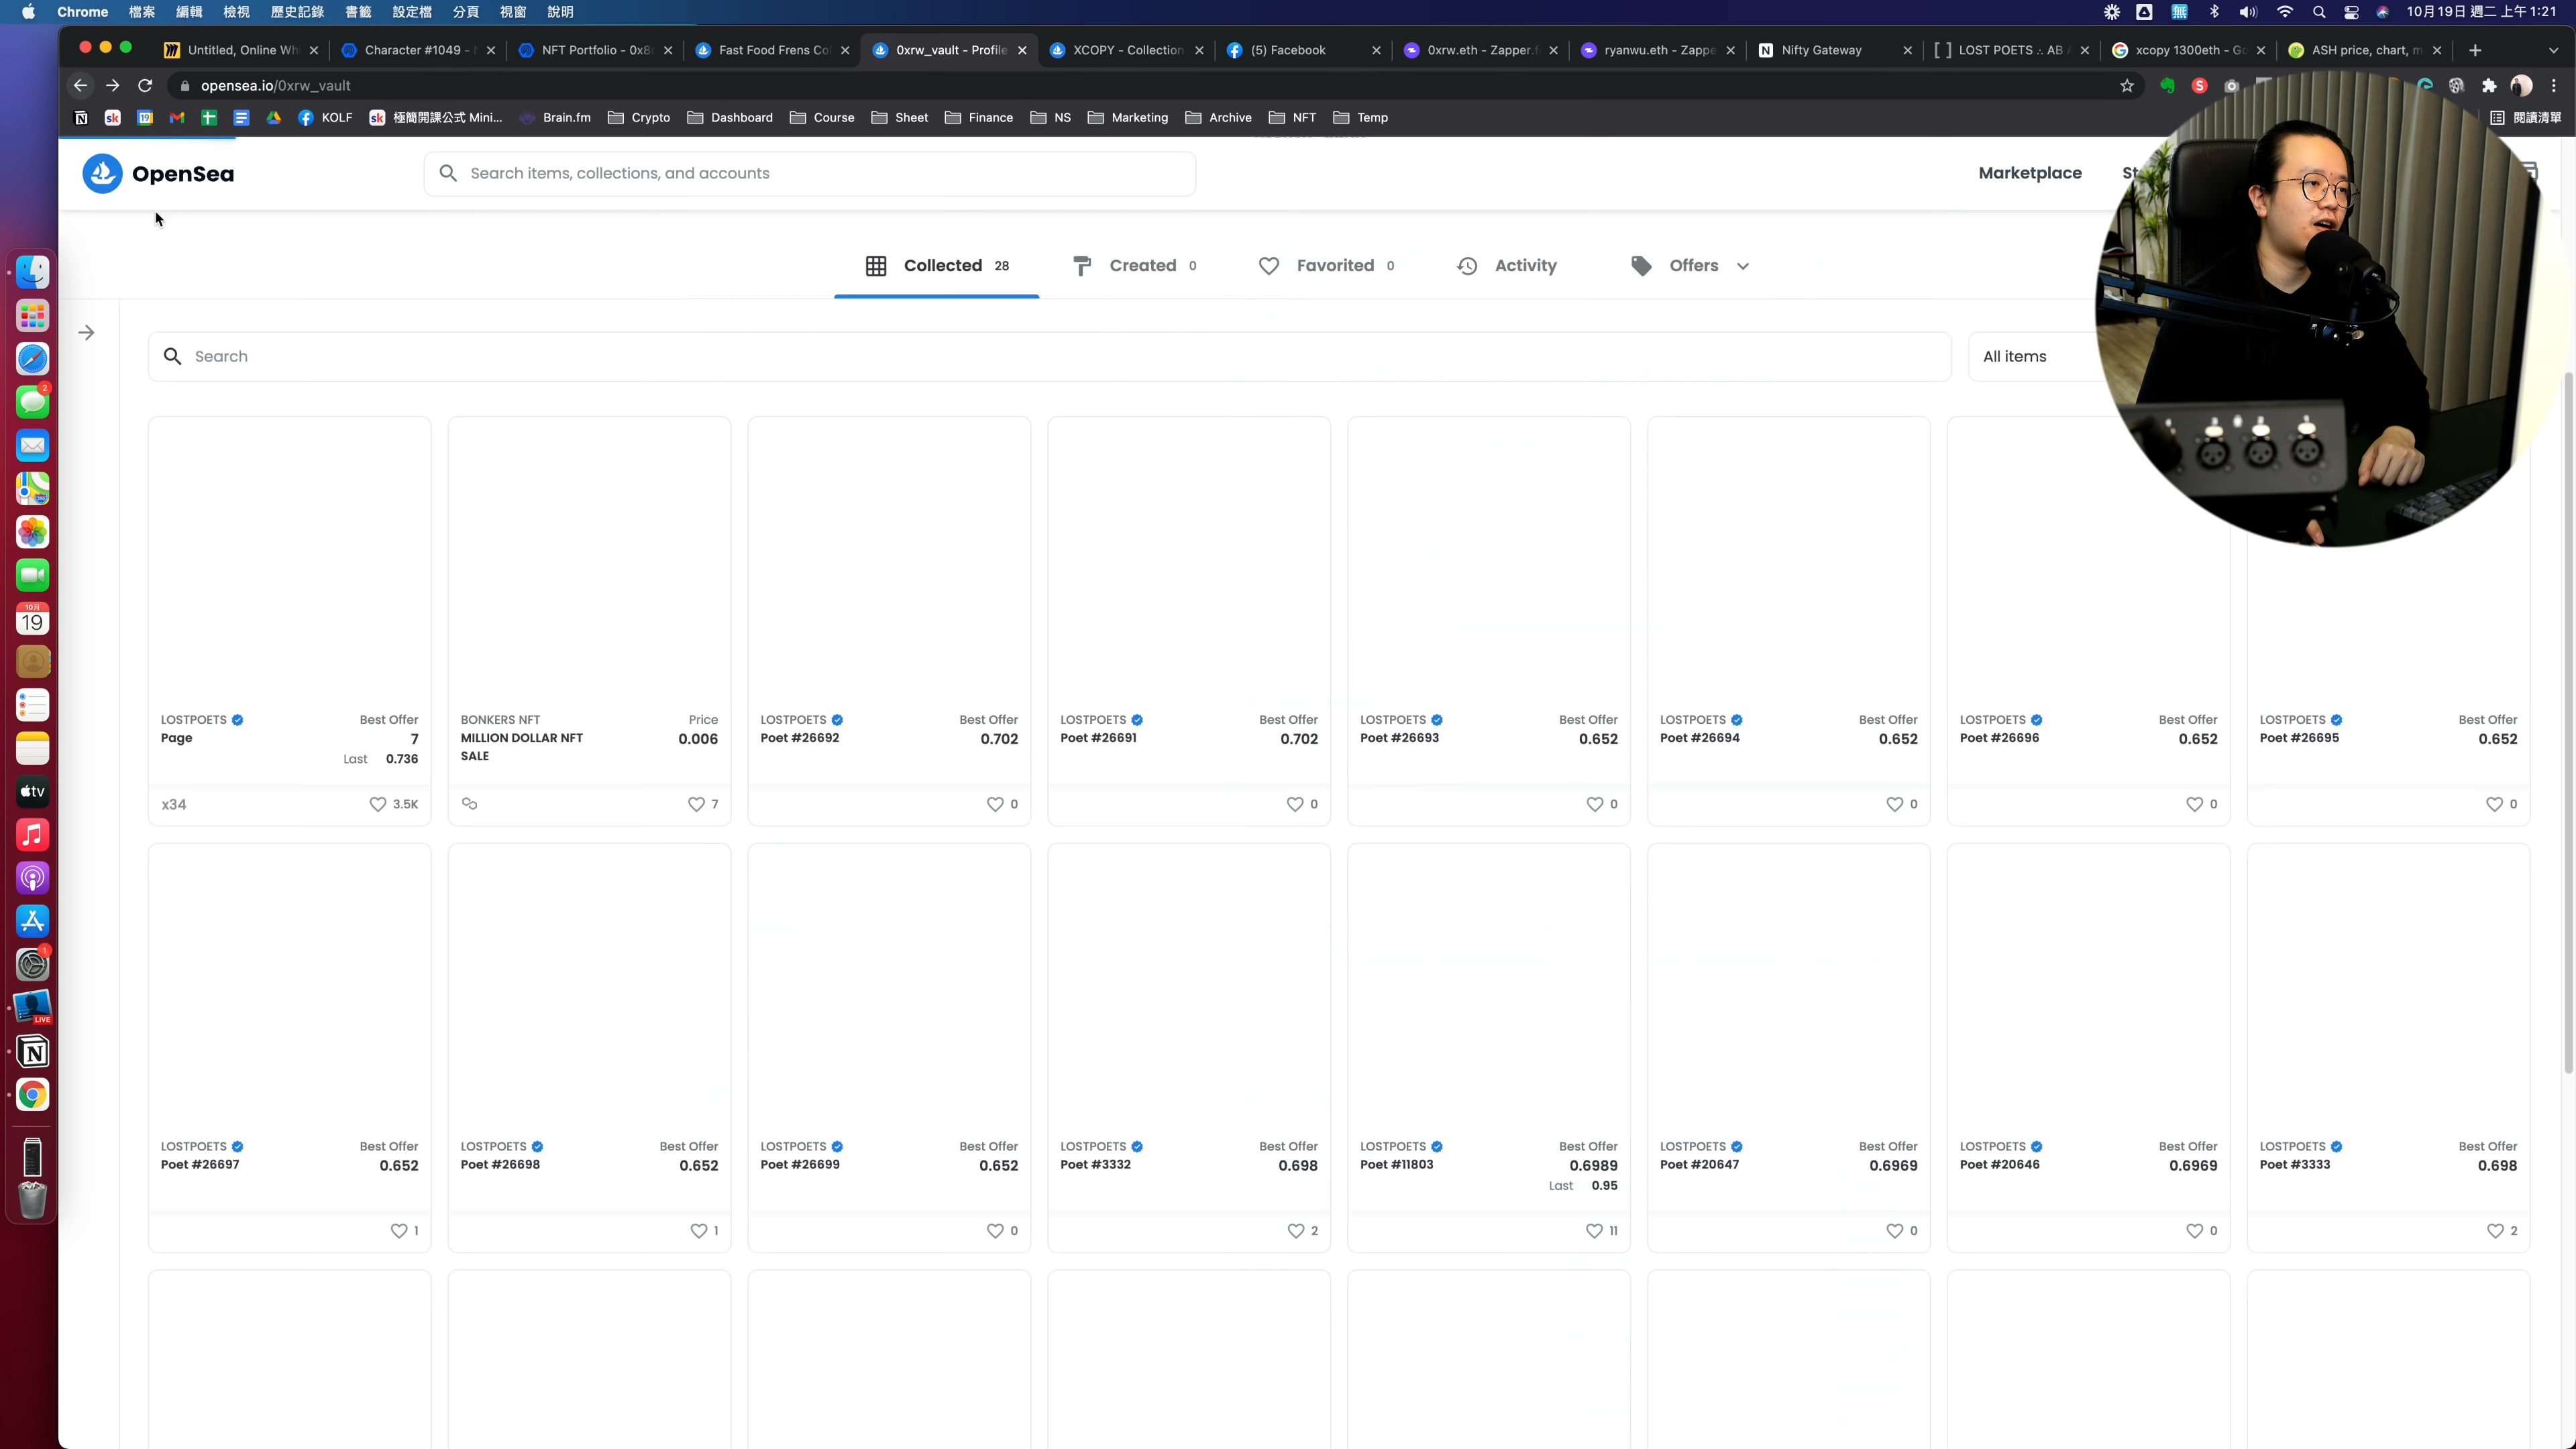 Chrome 檔案 編輯 檢視 歷史記錄 書籤 設定檔 分頁 視窗 說明 無 10月19日 週二 上午1:21
Untitled, Online Wh Character #1049 - NFT Portfolio - 0x8 Fast Food Frens Col 0xrw_vault - Profile XCOPY - Collection (5) Facebook 0xrw.eth - Zapper.f ryanwu.eth - Zappe Nifty Gateway [ ] LOST POETS .:. AB xcopy 1300eth - Go ASH price, chart, m
opensea.io/0xrw_vault
KOLF 極簡開課公式 Mini... Brain.fm Crypto Dashboard Course Sheet Finance NS Marketing Archive NFT Temp 閱讀清單
OpenSea Search items, collections, and accounts Marketplace St
Collected 28 Created 0 Favorited 0 Activity Offers
Search All items
LOSTPOETS Best Offer BONKERS NFT Price LOSTPOETS Best Offer LOSTPOETS Best Offer LOSTPOETS Best Offer LOSTPOETS Best Offer LOSTPOETS Best Offer LOSTPOETS Best Offer
Page 7 MILLION DOLLAR NFT 0.006 Poet #26692 0.702 Poet #26691 0.702 Poet #26693 0.652 Poet #26694 0.652 Poet #26696 0.652 Poet #26695 0.652
Last 0.736 SALE
x34 3.5K 7 0 0 0 0 0 0
LOSTPOETS Best Offer LOSTPOETS Best Offer LOSTPOETS Best Offer LOSTPOETS Best Offer LOSTPOETS Best Offer LOSTPOETS Best Offer LOSTPOETS Best Offer LOSTPOETS Best Offer
Poet #26697 0.652 Poet #26698 0.652 Poet #26699 0.652 Poet #3332 0.698 Poet #11803 0.6989 Poet #20647 0.6969 Poet #20646 0.6969 Poet #3333 0.698
Last 0.95
1 1 0 2 11 0 0 2
2
10月
19
tv
1
LIVE